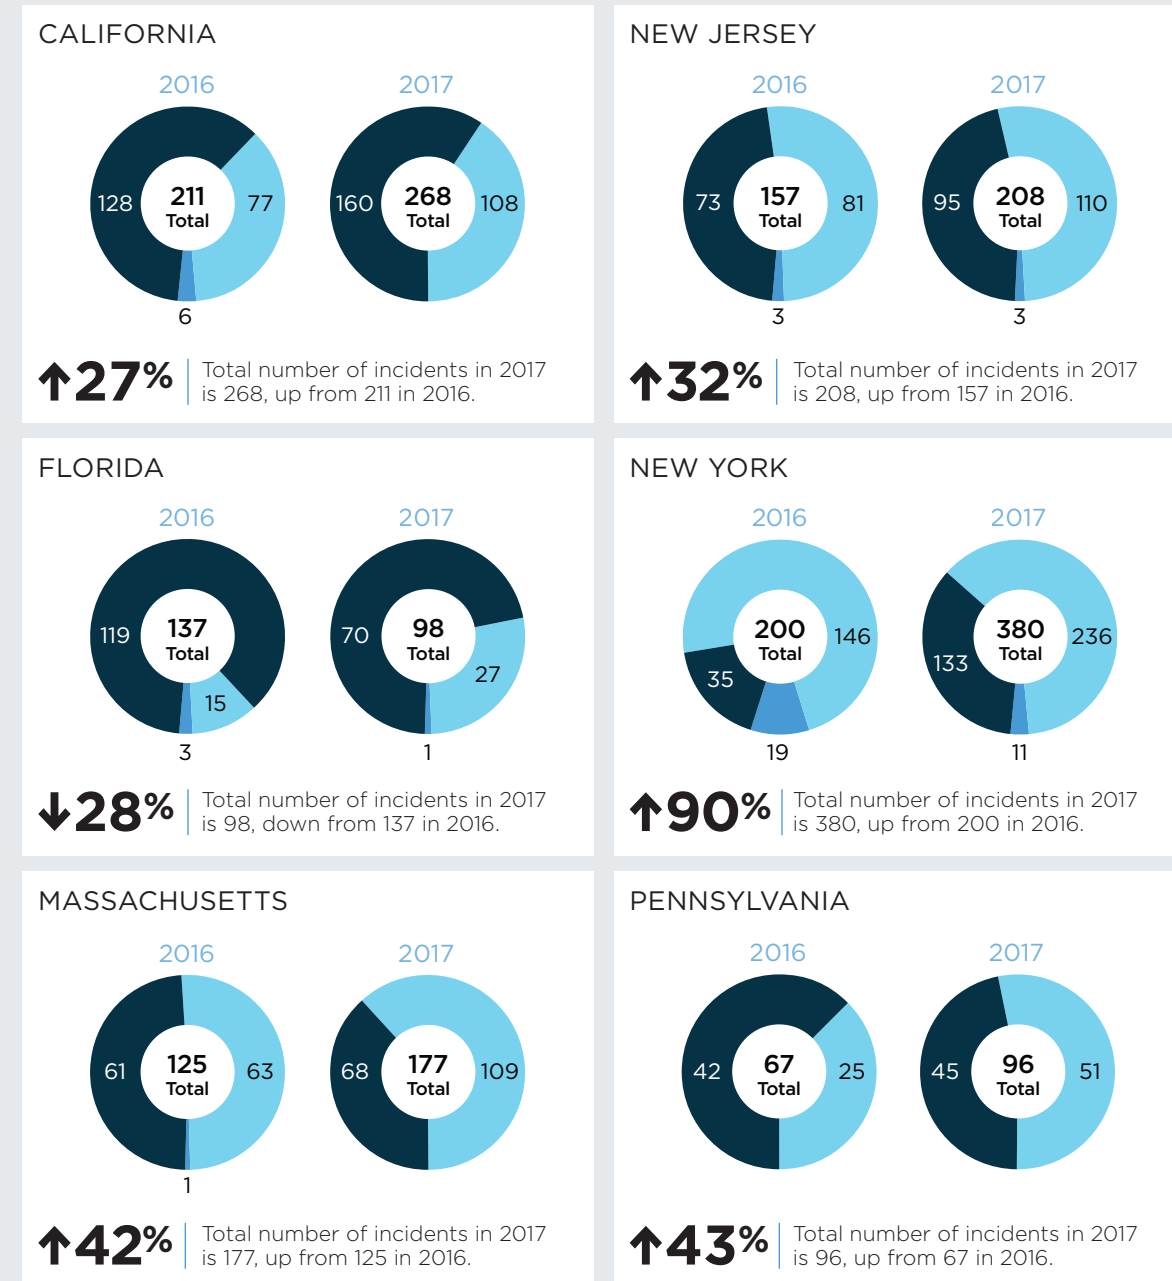 CALIFORNIA
2016
2017
128
211
Total
77
6
160
268
Total
108
↑27%
Total number of incidents in 2017
is 268, up from 211 in 2016.
NEW JERSEY
2016
2017
73
157
Total
81
3
95
208
Total
110
3
↑32%
Total number of incidents in 2017
is 208, up from 157 in 2016.
FLORIDA
2016
2017
119
137
Total
15
3
70
98
Total
27
1
↓28%
Total number of incidents in 2017
is 98, down from 137 in 2016.
NEW YORK
2016
2017
200
Total
146
35
19
380
Total
236
133
11
↑90%
Total number of incidents in 2017
is 380, up from 200 in 2016.
MASSACHUSETTS
2016
2017
61
125
Total
63
1
68
177
Total
109
↑42%
Total number of incidents in 2017
is 177, up from 125 in 2016.
PENNSYLVANIA
2016
2017
42
67
Total
25
45
96
Total
51
↑43%
Total number of incidents in 2017
is 96, up from 67 in 2016.